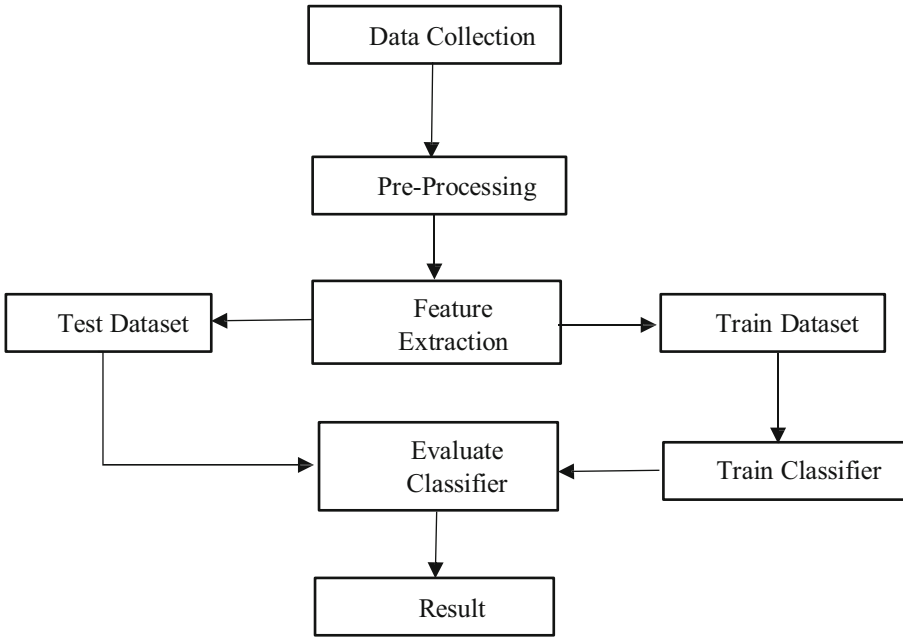 Data Collection
Pre-Processing
Feature
Extraction
Test Dataset
Train Dataset
Evaluate
Classifier
Train Classifier
Result